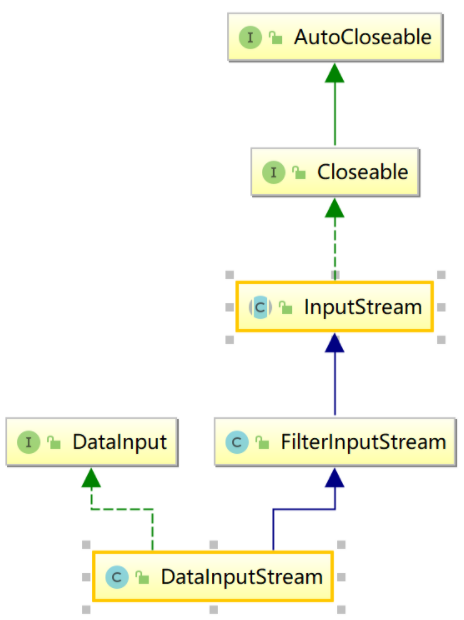 I AutoCloseable
I Closeable
C InputStream
I DataInput
C FilterInputStream
C DataInputStream